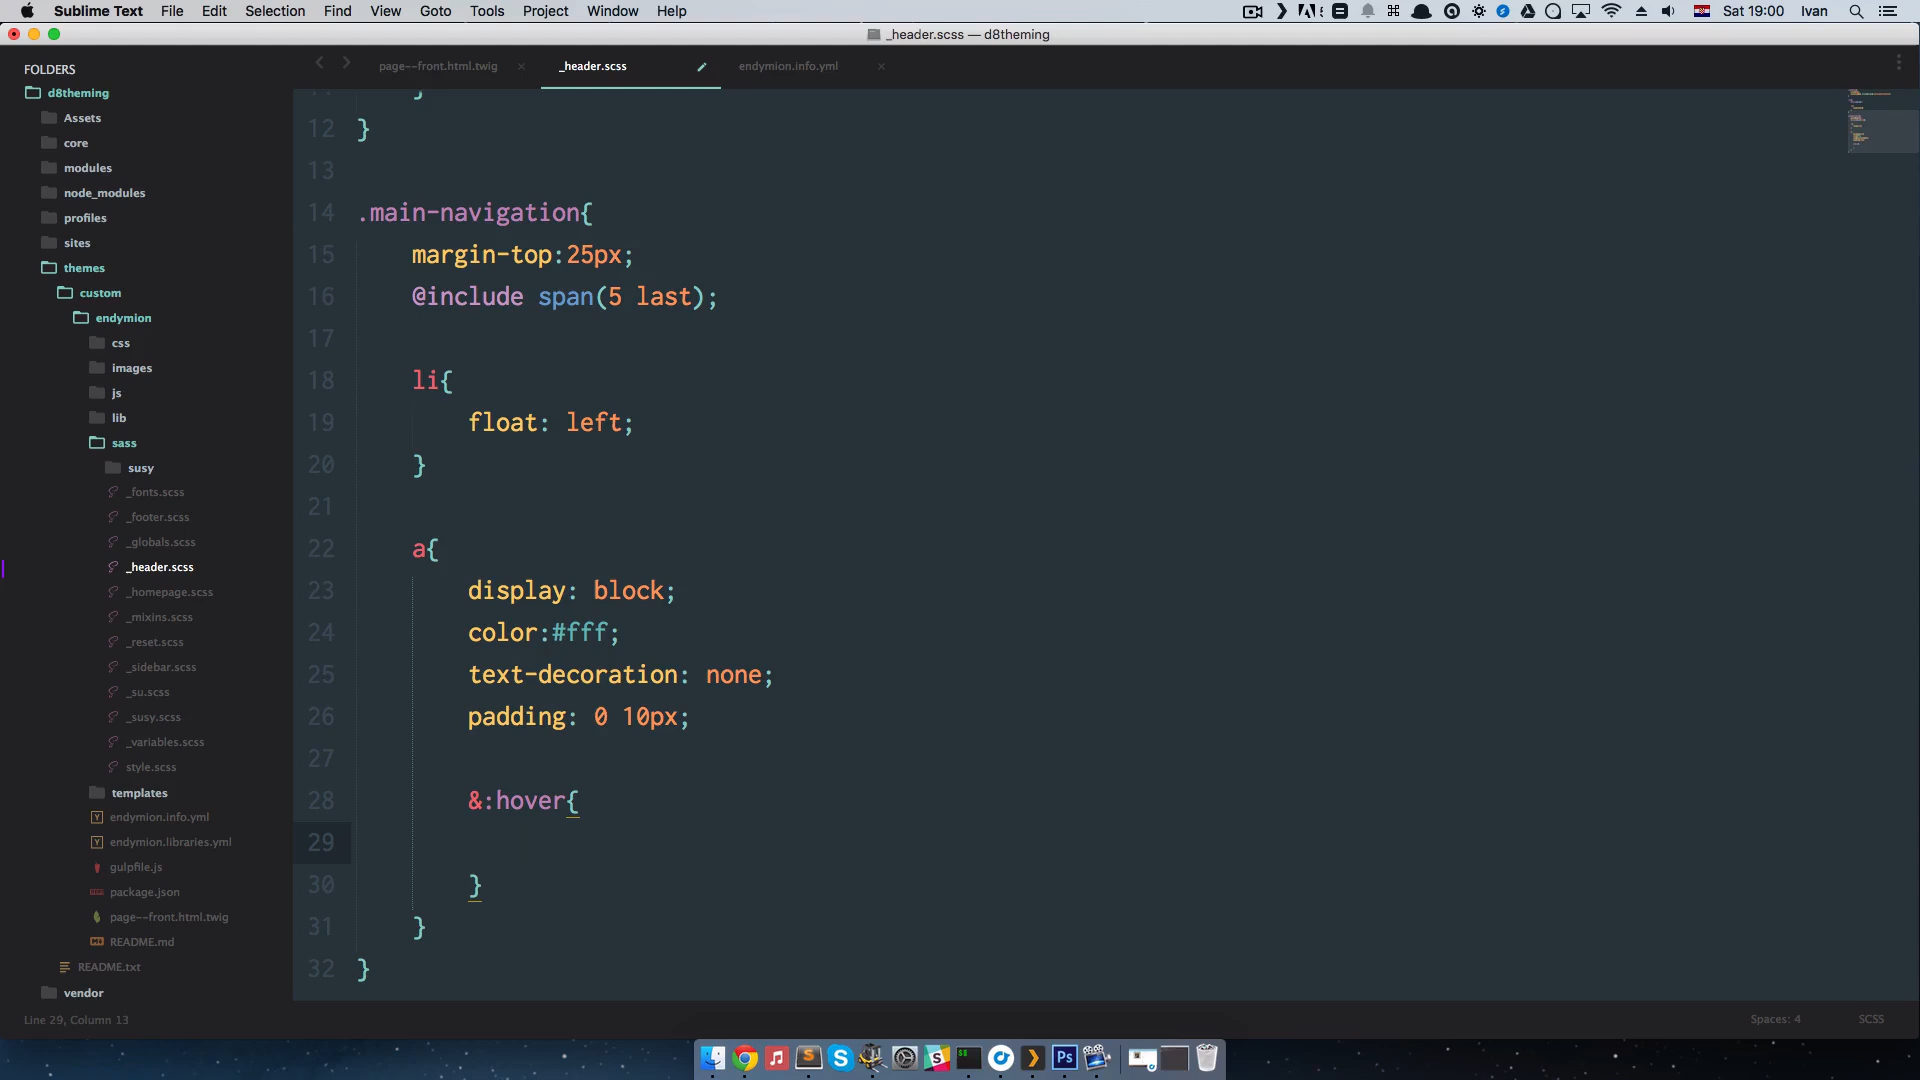 Sublime Text File Edit Selection Find View Goto Tools Project Window Help Sat 19:00 Ivan
_header.scss — d8theming
FOLDERS
d8theming
Assets
core
modules
node_modules
profiles
sites
themes
custom
endymion
css
images
js
lib
sass
susy
_fonts.scss
_footer.scss
_globals.scss
_header.scss
_homepage.scss
_mixins.scss
_reset.scss
_sidebar.scss
_su.scss
_susy.scss
_variables.scss
style.scss
templates
endymion.info.yml
endymion.libraries.yml
gulpfile.js
package.json
page--front.html.twig
README.md
README.txt
vendor
page--front.html.twig _header.scss endymion.info.yml
11 }
12 }
13
14 .main-navigation{
15 margin-top:25px;
16 @include span(5 last);
17
18 li{
19 float: left;
20 }
21
22 a{
23 display: block;
24 color:#fff;
25 text-decoration: none;
26 padding: 0 10px;
27
28 &:hover{
29
30 }
31 }
32 }
Line 29, Column 13 Spaces: 4 SCSS